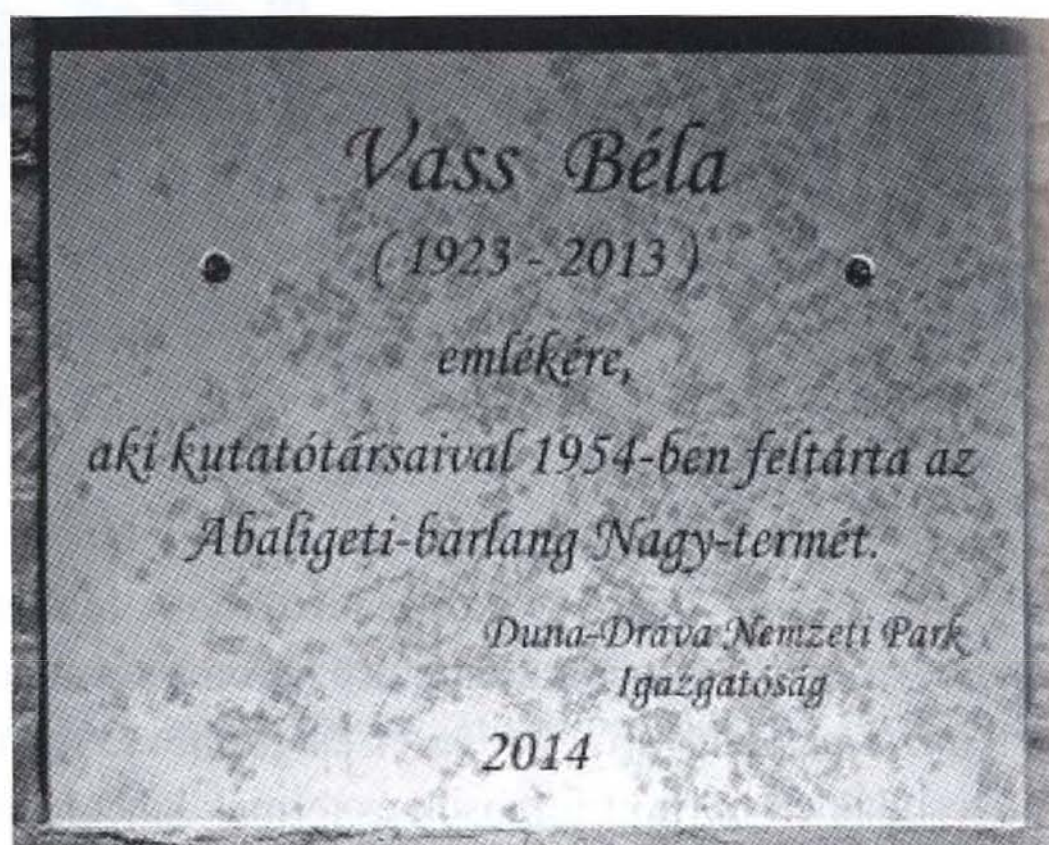 Vass Béla
(1923 - 2013)
emlékére,
aki kutatótársaival 1954-ben feltárta az
Abaligeti-barlang Nagy-termét.
Duna-Dráva Nemzeti Park
Igazgatóság
2014